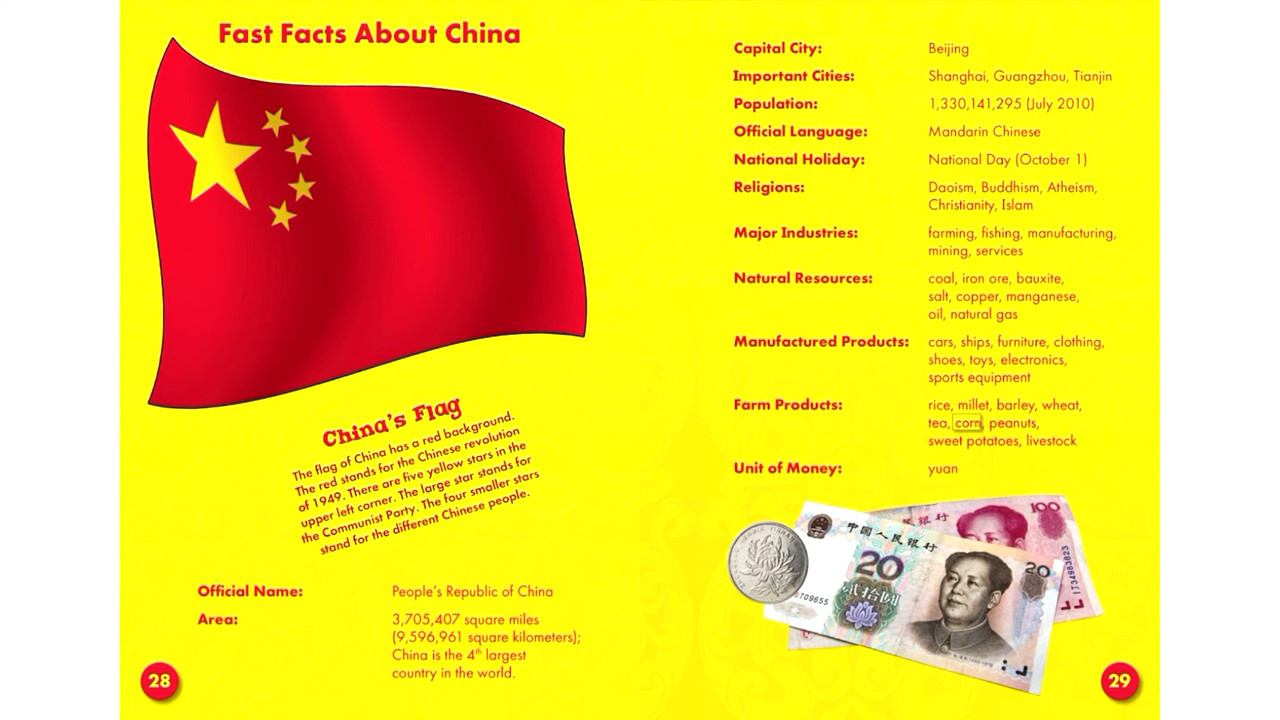 Fast Facts About China
China's Flag
The flag of China has a red background.
The red stands for the Chinese revolution
of 1949. There are five yellow stars in the
upper left corner. The large star stands for
the Communist Party. The four smaller stars
stand for the different Chinese people.
Official Name: People's Republic of China
Area: 3,705,407 square miles
(9,596,961 square kilometers);
China is the 4th largest
country in the world.
28
Capital City: Beijing
Important Cities: Shanghai, Guangzhou, Tianjin
Population: 1,330,141,295 (July 2010)
Official Language: Mandarin Chinese
National Holiday: National Day (October 1)
Religions: Daoism, Buddhism, Atheism,
Christianity, Islam
Major Industries: farming, fishing, manufacturing,
mining, services
Natural Resources: coal, iron ore, bauxite,
salt, copper, manganese,
oil, natural gas
Manufactured Products: cars, ships, furniture, clothing,
shoes, toys, electronics,
sports equipment
Farm Products: rice, millet, barley, wheat,
tea, corn, peanuts,
sweet potatoes, livestock
Unit of Money: yuan
100
中国人民银行
20
20
贰拾圆
29